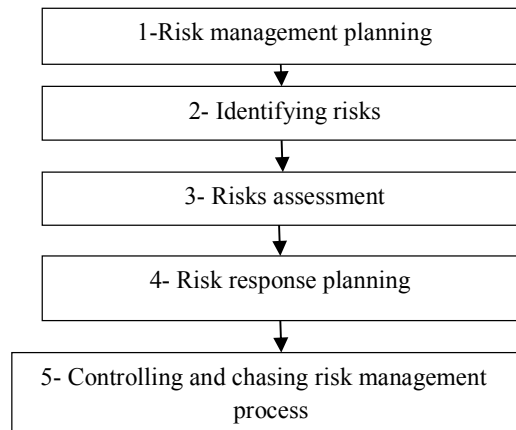 1-Risk management planning
2- Identifying risks
3- Risks assessment
4- Risk response planning
5- Controlling and chasing risk management
process